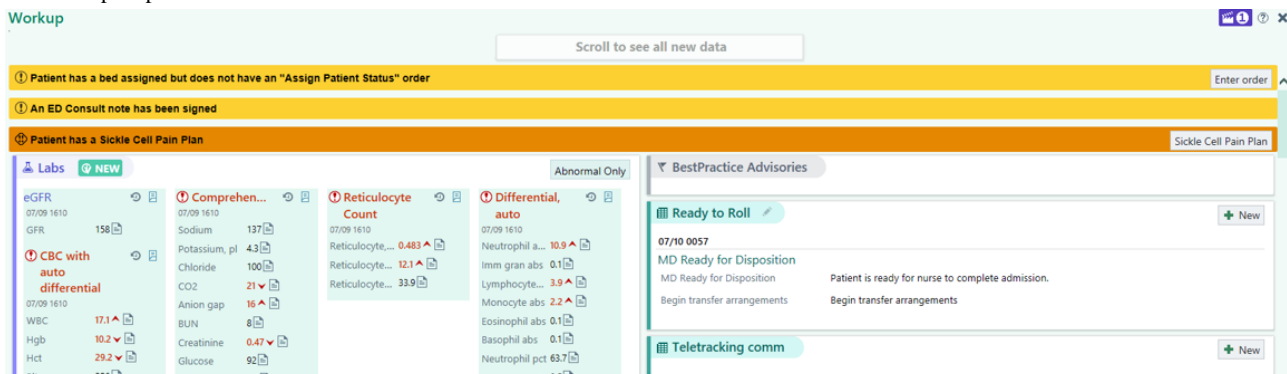 Workup
1
Scroll to see all new data
Patient has a bed assigned but does not have an "Assign Patient Status" order
Enter order
An ED Consult note has been signed
Patient has a Sickle Cell Pain Plan
Sickle Cell Pain Plan
Labs NEW
Abnormal Only
eGFR
07/09 1610
GFR 158
CBC with
auto
differential
07/09 1610
WBC 17.1
Hgb 10.2
Hct 29.2
Comprehen...
07/09 1610
Sodium 137
Potassium, pl 4.3
Chloride 100
CO2 21
Anion gap 16
BUN 8
Creatinine 0.47
Glucose 92
Reticulocyte
Count
07/09 1610
Reticulocyte,... 0.483
Reticulocyte... 12.1
Reticulocyte... 33.9
Differential,
auto
07/09 1610
Neutrophil a... 10.9
Imm gran abs 0.1
Lymphocyte... 3.9
Monocyte abs 2.2
Eosinophil abs 0.1
Basophil abs 0.1
Neutrophil pct 63.7
BestPractice Advisories
Ready to Roll
New
07/10 0057
MD Ready for Disposition
MD Ready for Disposition Patient is ready for nurse to complete admission.
Begin transfer arrangements Begin transfer arrangements
Teletracking comm
New